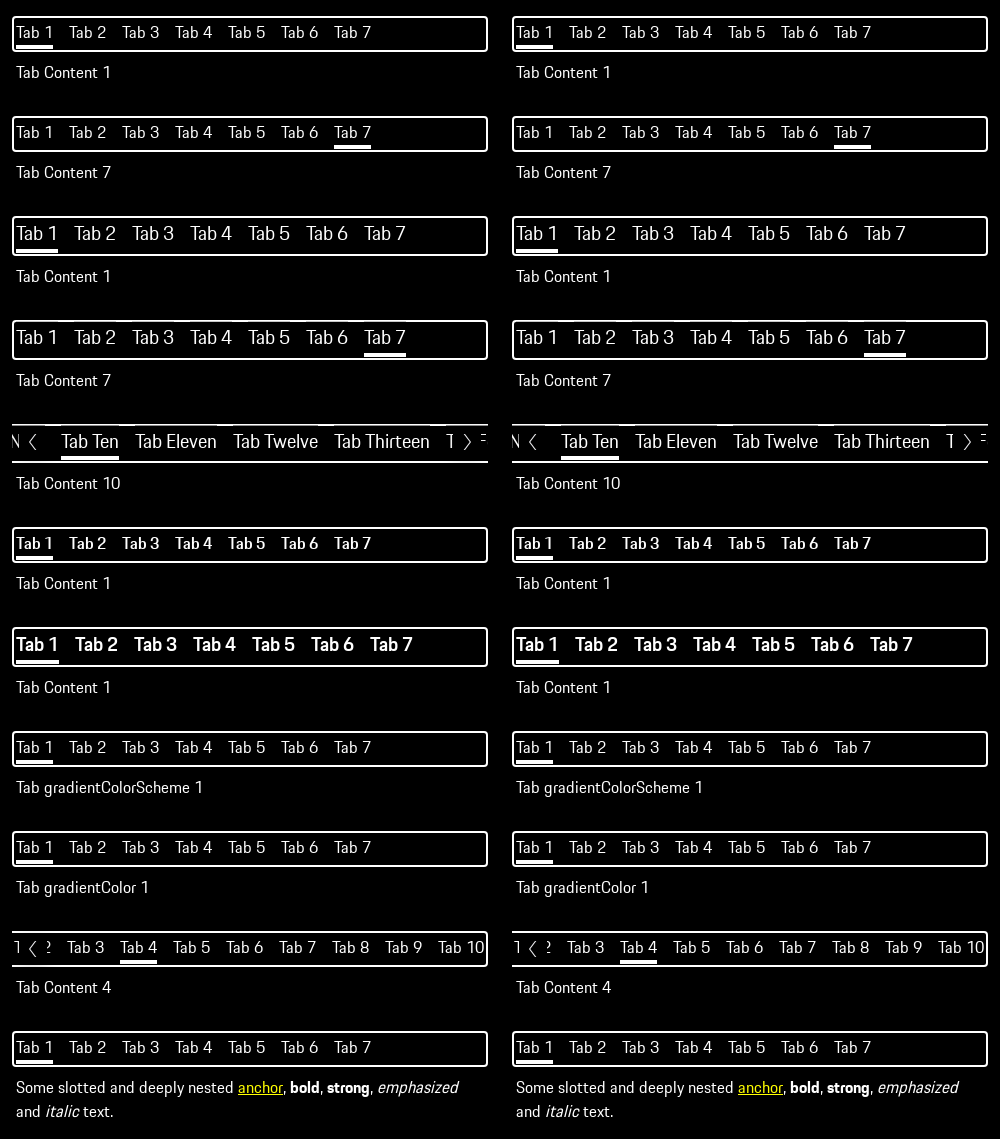 Tab 1 Tab 2 Tab 3 Tab 4 Tab 5 Tab 6 Tab 7 Tab 1 Tab 2 Tab 3 Tab 4 Tab 5 Tab 6 Tab 7
Tab Content 1 Tab Content 1
Tab 1 Tab 2 Tab 3 Tab 4 Tab 5 Tab 6 Tab 7 Tab 1 Tab 2 Tab 3 Tab 4 Tab 5 Tab 6 Tab 7
Tab Content 7 Tab Content 7
Tab 1 Tab 2 Tab 3 Tab 4 Tab 5 Tab 6 Tab 7 Tab 1 Tab 2 Tab 3 Tab 4 Tab 5 Tab 6 Tab 7
Tab Content 1 Tab Content 1
Tab 1 Tab 2 Tab 3 Tab 4 Tab 5 Tab 6 Tab 7 Tab 1 Tab 2 Tab 3 Tab 4 Tab 5 Tab 6 Tab 7
Tab Content 7 Tab Content 7
Tab Ten Tab Eleven Tab Twelve Tab Thirteen Tab Ten Tab Eleven Tab Twelve Tab Thirteen
Tab Content 10 Tab Content 10
Tab 1 Tab 2 Tab 3 Tab 4 Tab 5 Tab 6 Tab 7 Tab 1 Tab 2 Tab 3 Tab 4 Tab 5 Tab 6 Tab 7
Tab Content 1 Tab Content 1
Tab 1 Tab 2 Tab 3 Tab 4 Tab 5 Tab 6 Tab 7 Tab 1 Tab 2 Tab 3 Tab 4 Tab 5 Tab 6 Tab 7
Tab Content 1 Tab Content 1
Tab 1 Tab 2 Tab 3 Tab 4 Tab 5 Tab 6 Tab 7 Tab 1 Tab 2 Tab 3 Tab 4 Tab 5 Tab 6 Tab 7
Tab gradientColorScheme 1 Tab gradientColorScheme 1
Tab 1 Tab 2 Tab 3 Tab 4 Tab 5 Tab 6 Tab 7 Tab 1 Tab 2 Tab 3 Tab 4 Tab 5 Tab 6 Tab 7
Tab gradientColor 1 Tab gradientColor 1
Tab 3 Tab 4 Tab 5 Tab 6 Tab 7 Tab 8 Tab 9 Tab 10 Tab 3 Tab 4 Tab 5 Tab 6 Tab 7 Tab 8 Tab 9 Tab 10
Tab Content 4 Tab Content 4
Tab 1 Tab 2 Tab 3 Tab 4 Tab 5 Tab 6 Tab 7 Tab 1 Tab 2 Tab 3 Tab 4 Tab 5 Tab 6 Tab 7
Some slotted and deeply nested anchor, bold, strong, emphasized Some slotted and deeply nested anchor, bold, strong, emphasized
and italic text. and italic text.